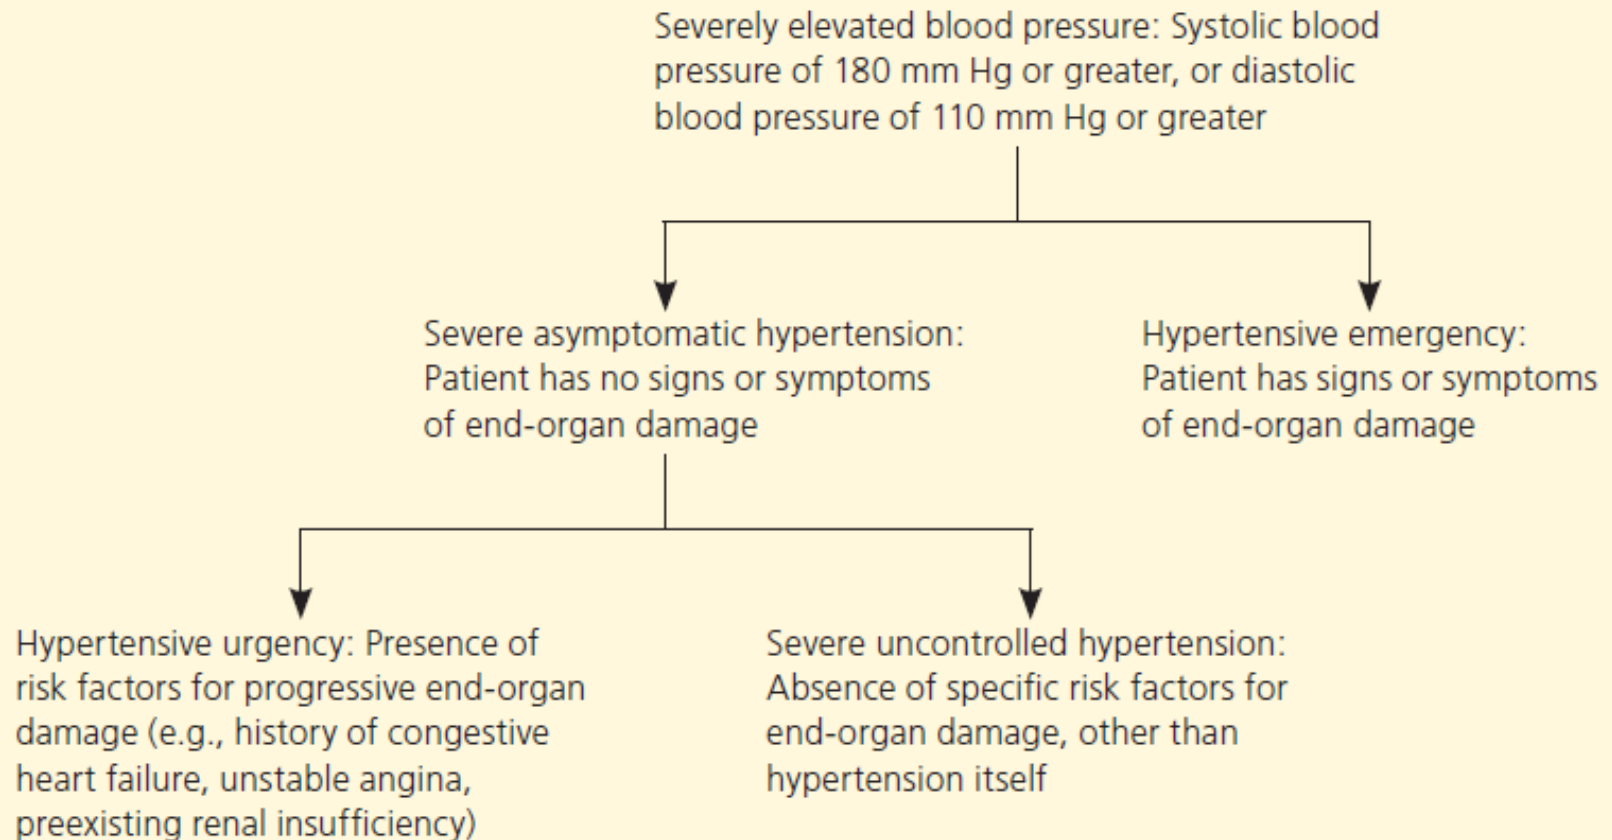 Severely elevated blood pressure: Systolic blood
pressure of 180 mm Hg or greater, or diastolic
blood pressure of 110 mm Hg or greater
Severe asymptomatic hypertension:
Patient has no signs or symptoms
of end-organ damage
Hypertensive emergency:
Patient has signs or symptoms
of end-organ damage
Hypertensive urgency: Presence of
risk factors for progressive end-organ
damage (e.g., history of congestive
heart failure, unstable angina,
preexisting renal insufficiency)
Severe uncontrolled hypertension:
Absence of specific risk factors for
end-organ damage, other than
hypertension itself